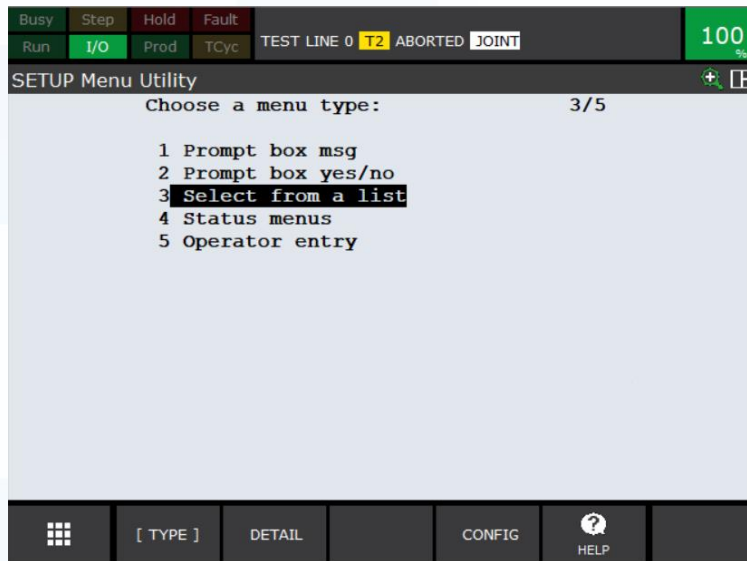 Busy Step Hold Fault
Run I/O Prod TCyc TEST LINE 0 T2 ABORTED JOINT 100 %
SETUP Menu Utility
Choose a menu type: 3/5
1 Prompt box msg
2 Prompt box yes/no
3 Select from a list
4 Status menus
5 Operator entry
[ TYPE ] DETAIL CONFIG HELP